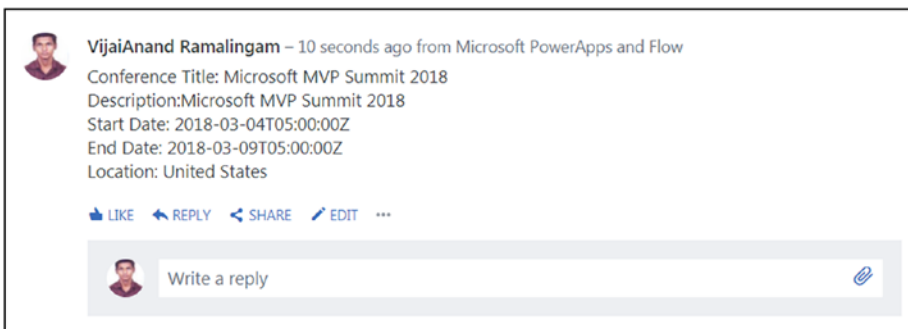 VijaiAnand Ramalingam – 10 seconds ago from Microsoft PowerApps and Flow
Conference Title: Microsoft MVP Summit 2018
Description:Microsoft MVP Summit 2018
Start Date: 2018-03-04T05:00:00Z
End Date: 2018-03-09T05:00:00Z
Location: United States
LIKE REPLY SHARE EDIT •••
Write a reply